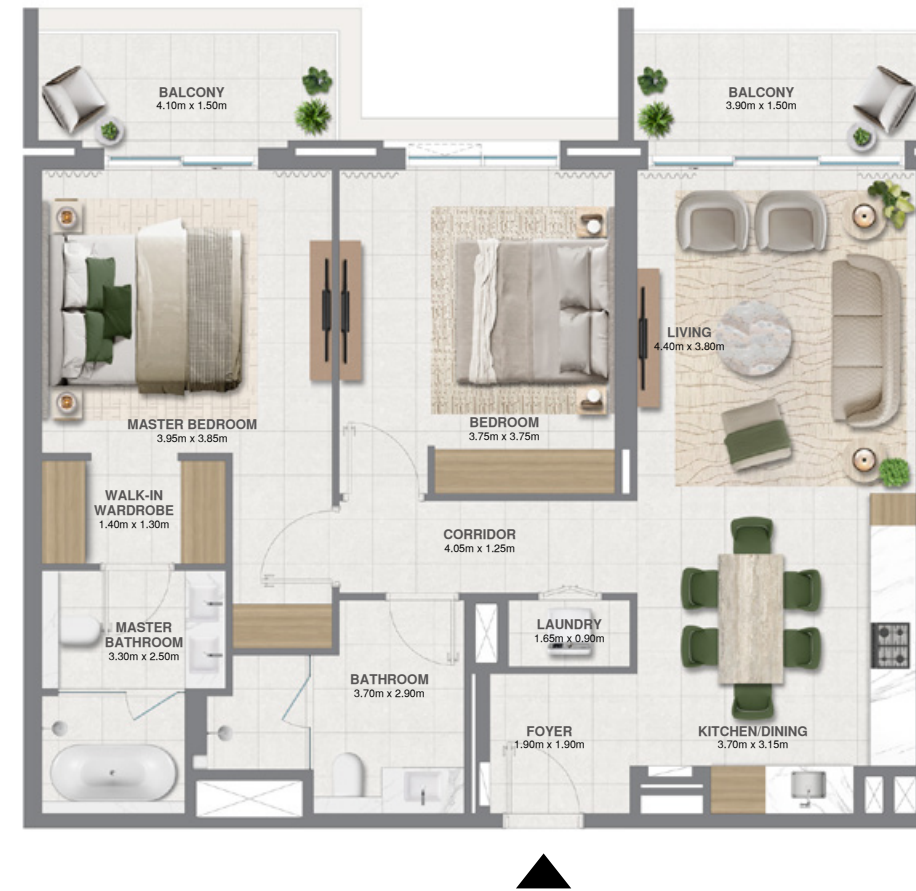 BALCONY
4.10m x 1.50m
BALCONY
3.90m x 1.50m
LIVING
4.40m x 3.80m
MASTER BEDROOM
3.95m x 3.85m
BEDROOM
3.75m x 3.75m
WALK-IN
WARDROBE
1.40m x 1.30m
CORRIDOR
4.05m x 1.25m
MASTER
BATHROOM
3.30m x 2.50m
LAUNDRY
1.65m x 0.90m
BATHROOM
3.70m x 2.90m
FOYER
1.90m x 1.90m
KITCHEN/DINING
3.70m x 3.15m